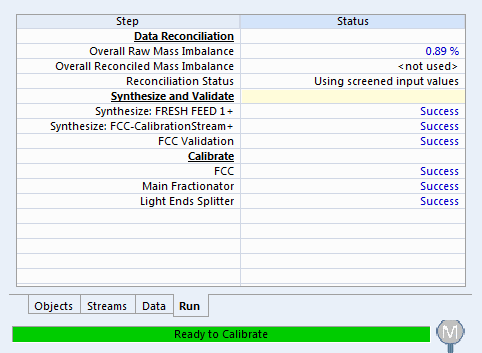 Step Status
Data Reconciliation
Overall Raw Mass Imbalance 0.89 %
Overall Reconciled Mass Imbalance <not used>
Reconciliation Status Using screened input values
Synthesize and Validate
Synthesize: FRESH FEED 1+ Success
Synthesize: FCC-CalibrationStream+ Success
FCC Validation Success
Calibrate
FCC Success
Main Fractionator Success
Light Ends Splitter Success
Objects Streams Data Run
Ready to Calibrate M